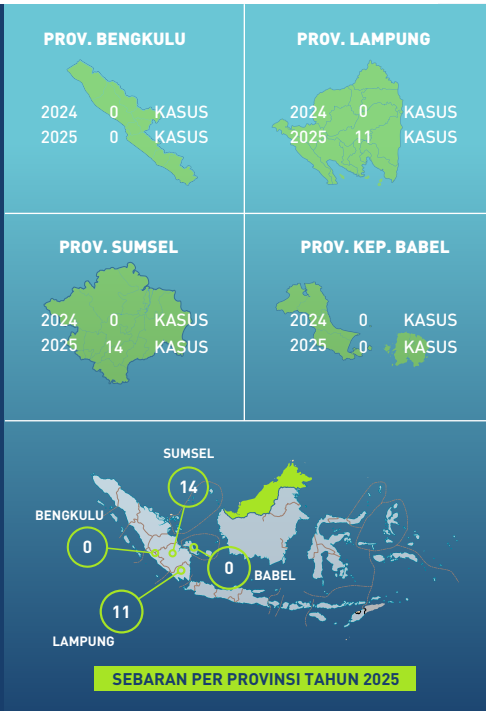 PROV. BENGKULU
2024 0 KASUS
2025 0 KASUS
PROV. LAMPUNG
2024 0 KASUS
2025 11 KASUS
PROV. SUMSEL
2024 0 KASUS
2025 14 KASUS
PROV. KEP. BABEL
2024 0 KASUS
2025 0 KASUS
SUMSEL
14
BENGKULU
0
0
BABEL
11
LAMPUNG
SEBARAN PER PROVINSI TAHUN 2025